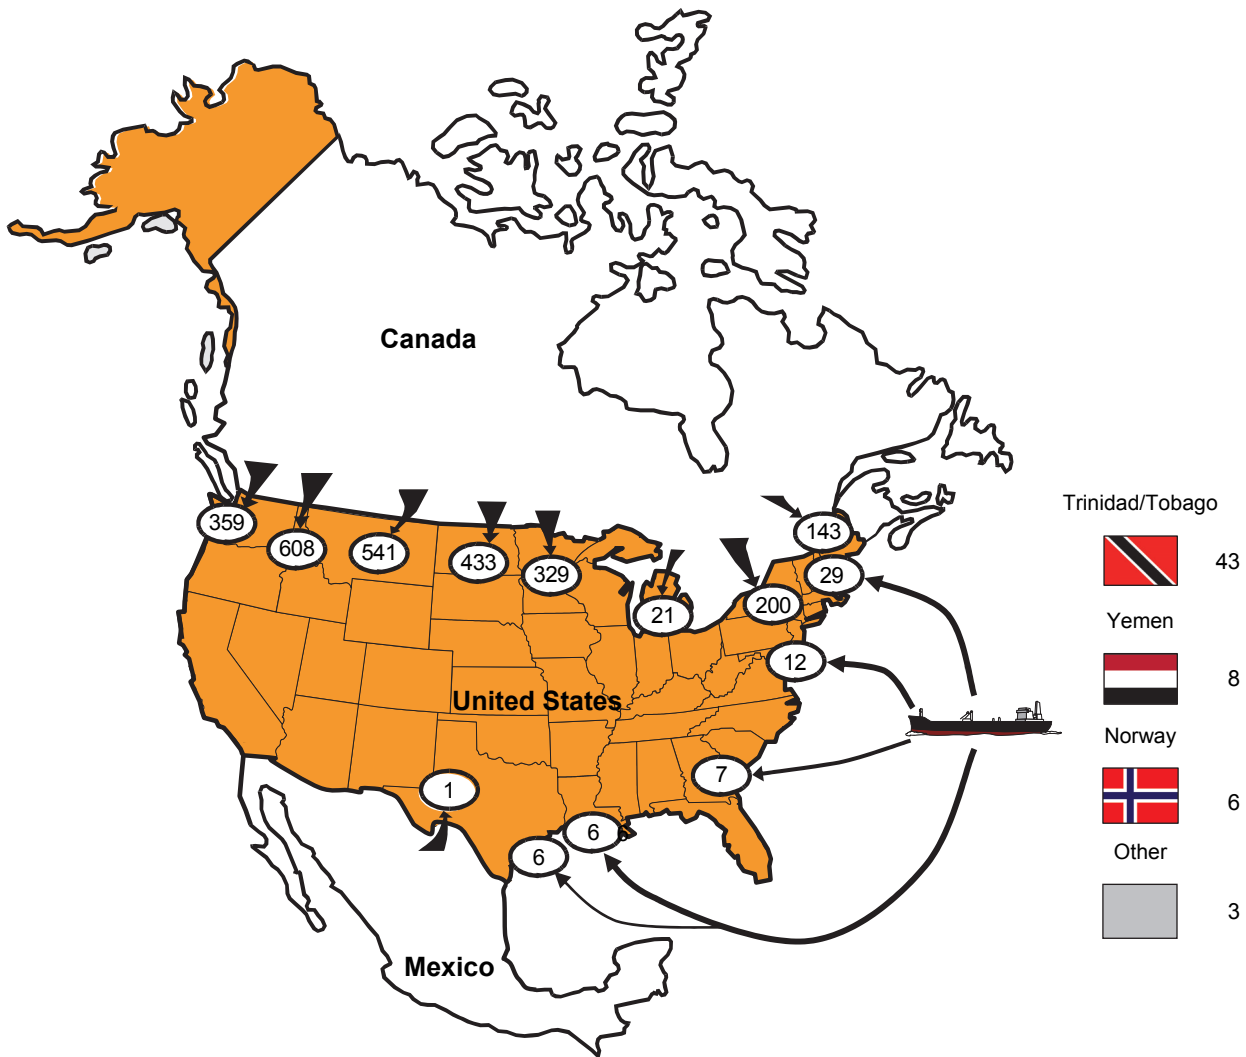 Canada
359
608
541
433
329
21
143
29
200
12
United States
7
1
6
6
6
Mexico
Trinidad/Tobago
43
Yemen
8
Norway
6
Other
3